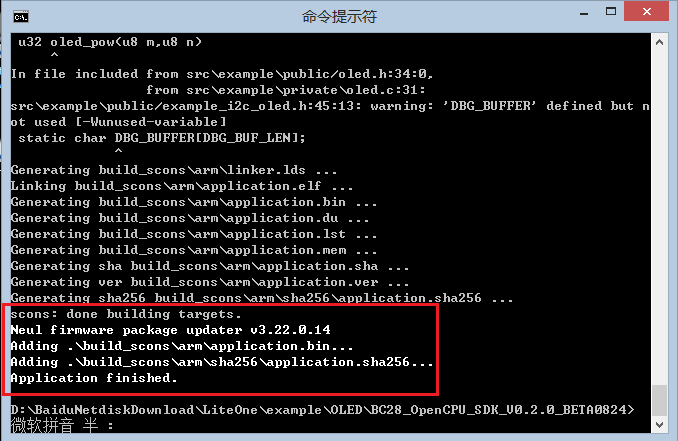 命令提示符
u32 oled_pow(u8 m,u8 n)
^
In file included from src\example\public/oled.h:34:0,
from src\example\private\oled.c:31:
src\example\public/example_i2c_oled.h:45:13: warning: 'DBG_BUFFER' defined but n
ot used [-Wunused-variable]
static char DBG_BUFFER[DBG_BUF_LEN];
^
Generating build_scons\arm\linker.lds ...
Linking build_scons\arm\application.elf ...
Generating build_scons\arm\application.bin ...
Generating build_scons\arm\application.du ...
Generating build_scons\arm\application.lst ...
Generating build_scons\arm\application.mem ...
Generating sha build_scons\arm\application.sha ...
Generating ver build_scons\arm\application.ver ...
Generating sha256 build_scons\arm\sha256\application.sha256 ...
scons: done building targets.
Neul firmware package updater v3.22.0.14
Adding .\build_scons\arm\application.bin...
Adding .\build_scons\arm\sha256\application.sha256...
Application finished.
D:\BaiduNetdiskDownload\LiteOne\example\OLED\BC28_OpenCPU_SDK_V0.2.0_BETA0824>
微软拼音 半 :